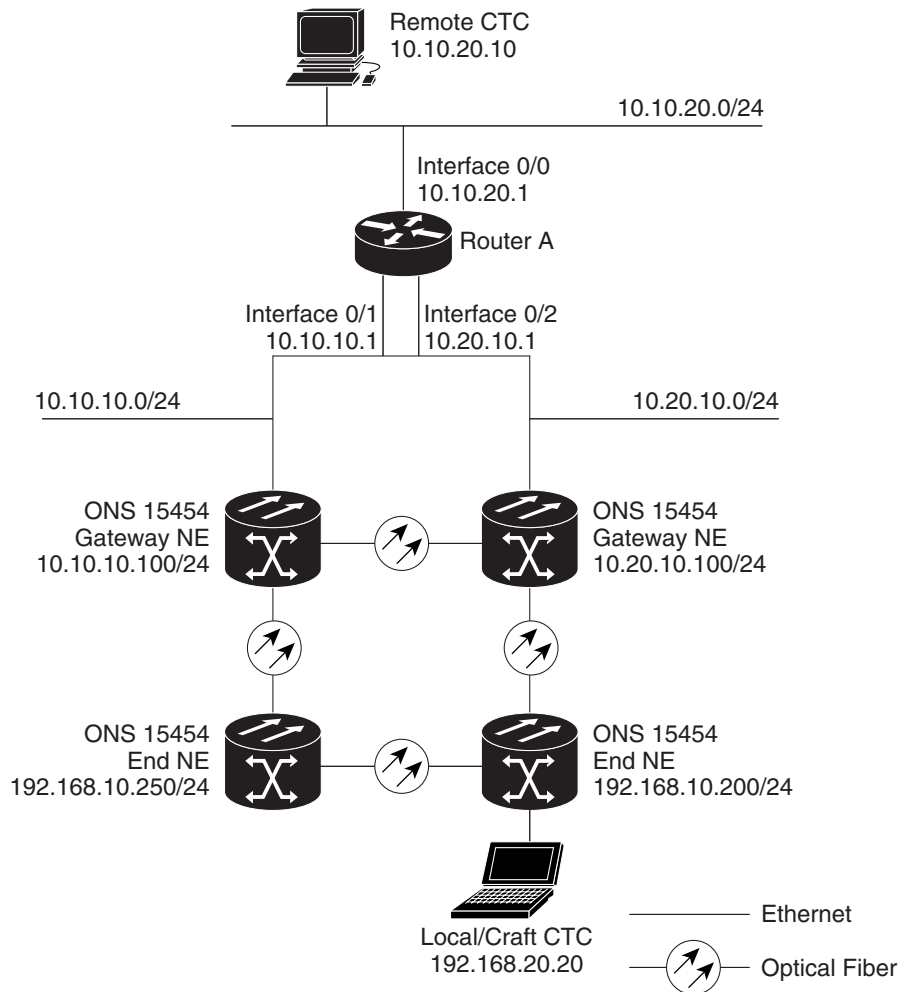 Remote CTC
10.10.20.10
10.10.20.0/24
Interface 0/0
10.10.20.1
Router A
Interface 0/1
10.10.10.1
Interface 0/2
10.20.10.1
10.10.10.0/24
10.20.10.0/24
ONS 15454
Gateway NE
10.10.10.100/24
ONS 15454
Gateway NE
10.20.10.100/24
ONS 15454
End NE
192.168.10.250/24
ONS 15454
End NE
192.168.10.200/24
Local/Craft CTC
192.168.20.20
Ethernet
Optical Fiber